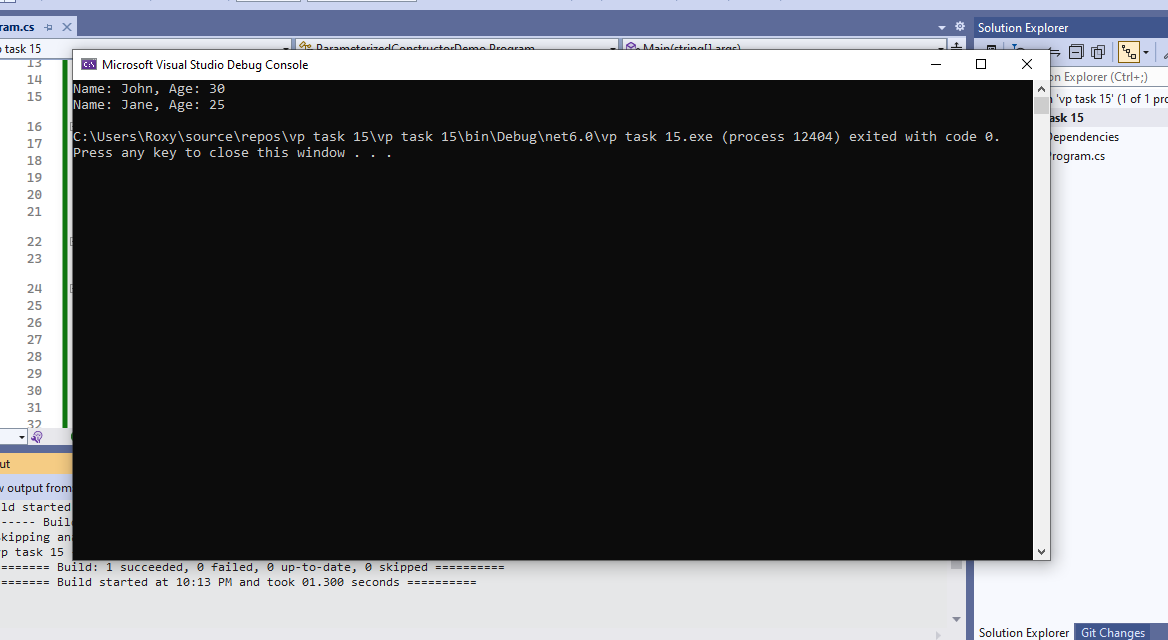 ram.cs
Solution Explorer
task 15
ParameterizedConstructorDemo.Program
Main(string[] args)
Microsoft Visual Studio Debug Console
Name: John, Age: 30
Name: Jane, Age: 25
C:\Users\Roxy\source\repos\vp task 15\vp task 15\bin\Debug\net6.0\vp task 15.exe (process 12404) exited with code 0.
Press any key to close this window . . .
on Explorer (Ctrl+;)
'vp task 15' (1 of 1 pro
ask 15
Dependencies
Program.cs
13
14
15
16
17
18
19
20
21
22
23
24
25
26
27
28
29
30
31
32
ut
w output from
ld started
----- Buil
kipping an
p task 15
======= Build: 1 succeeded, 0 failed, 0 up-to-date, 0 skipped ==========
======= Build started at 10:13 PM and took 01.300 seconds ==========
Solution Explorer
Git Changes